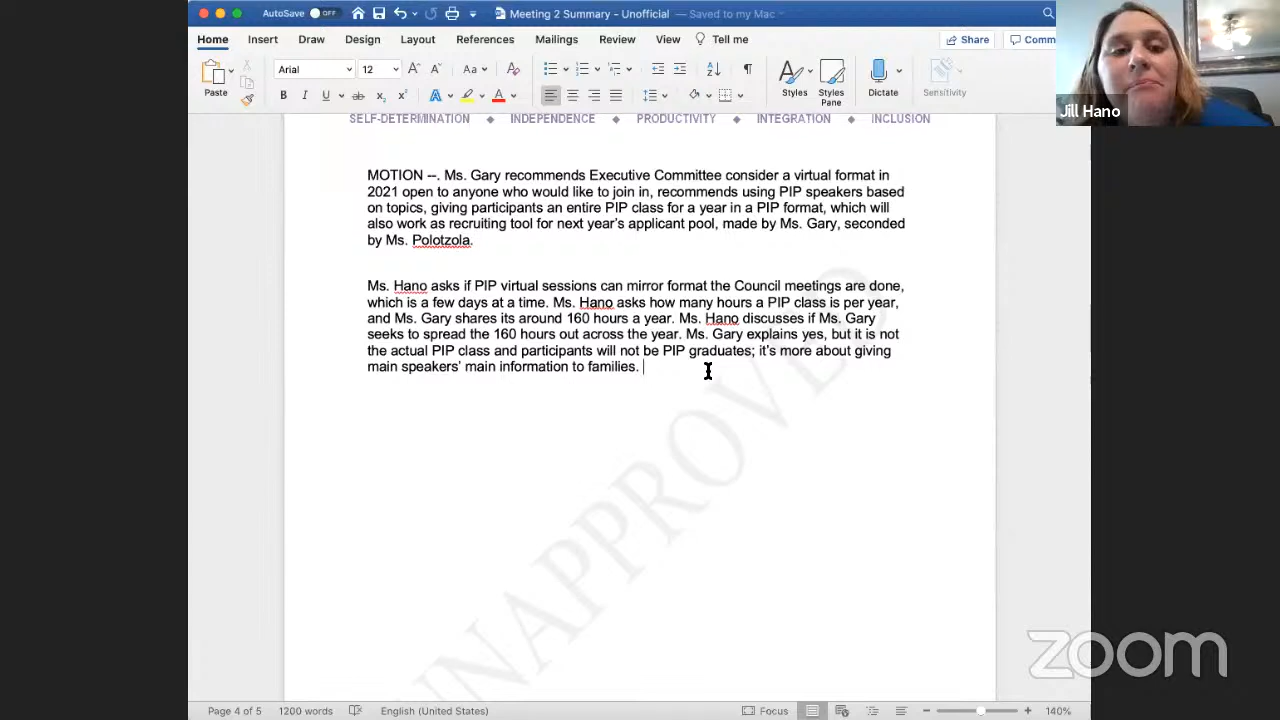 AutoSave OFF Meeting 2 Summary - Unofficial — Saved to my Mac
Home Insert Draw Design Layout References Mailings Review View Tell me Share Comm
Arial 12 Aa
Paste B I U ab x₂ x² A A Styles Styles Pane Dictate Sensitivity
Jill Hano
SELF-DETERMINATION ◆ INDEPENDENCE ◆ PRODUCTIVITY ◆ INTEGRATION ◆ INCLUSION
MOTION --. Ms. Gary recommends Executive Committee consider a virtual format in
2021 open to anyone who would like to join in, recommends using PIP speakers based
on topics, giving participants an entire PIP class for a year in a PIP format, which will
also work as recruiting tool for next year's applicant pool, made by Ms. Gary, seconded
by Ms. Polotzola.
Ms. Hano asks if PIP virtual sessions can mirror format the Council meetings are done,
which is a few days at a time. Ms. Hano asks how many hours a PIP class is per year,
and Ms. Gary shares its around 160 hours a year. Ms. Hano discusses if Ms. Gary
seeks to spread the 160 hours out across the year. Ms. Gary explains yes, but it is not
the actual PIP class and participants will not be PIP graduates; it's more about giving
main speakers' main information to families.
UNAPPROVED
zoom
Page 4 of 5 1200 words English (United States) Focus 140%